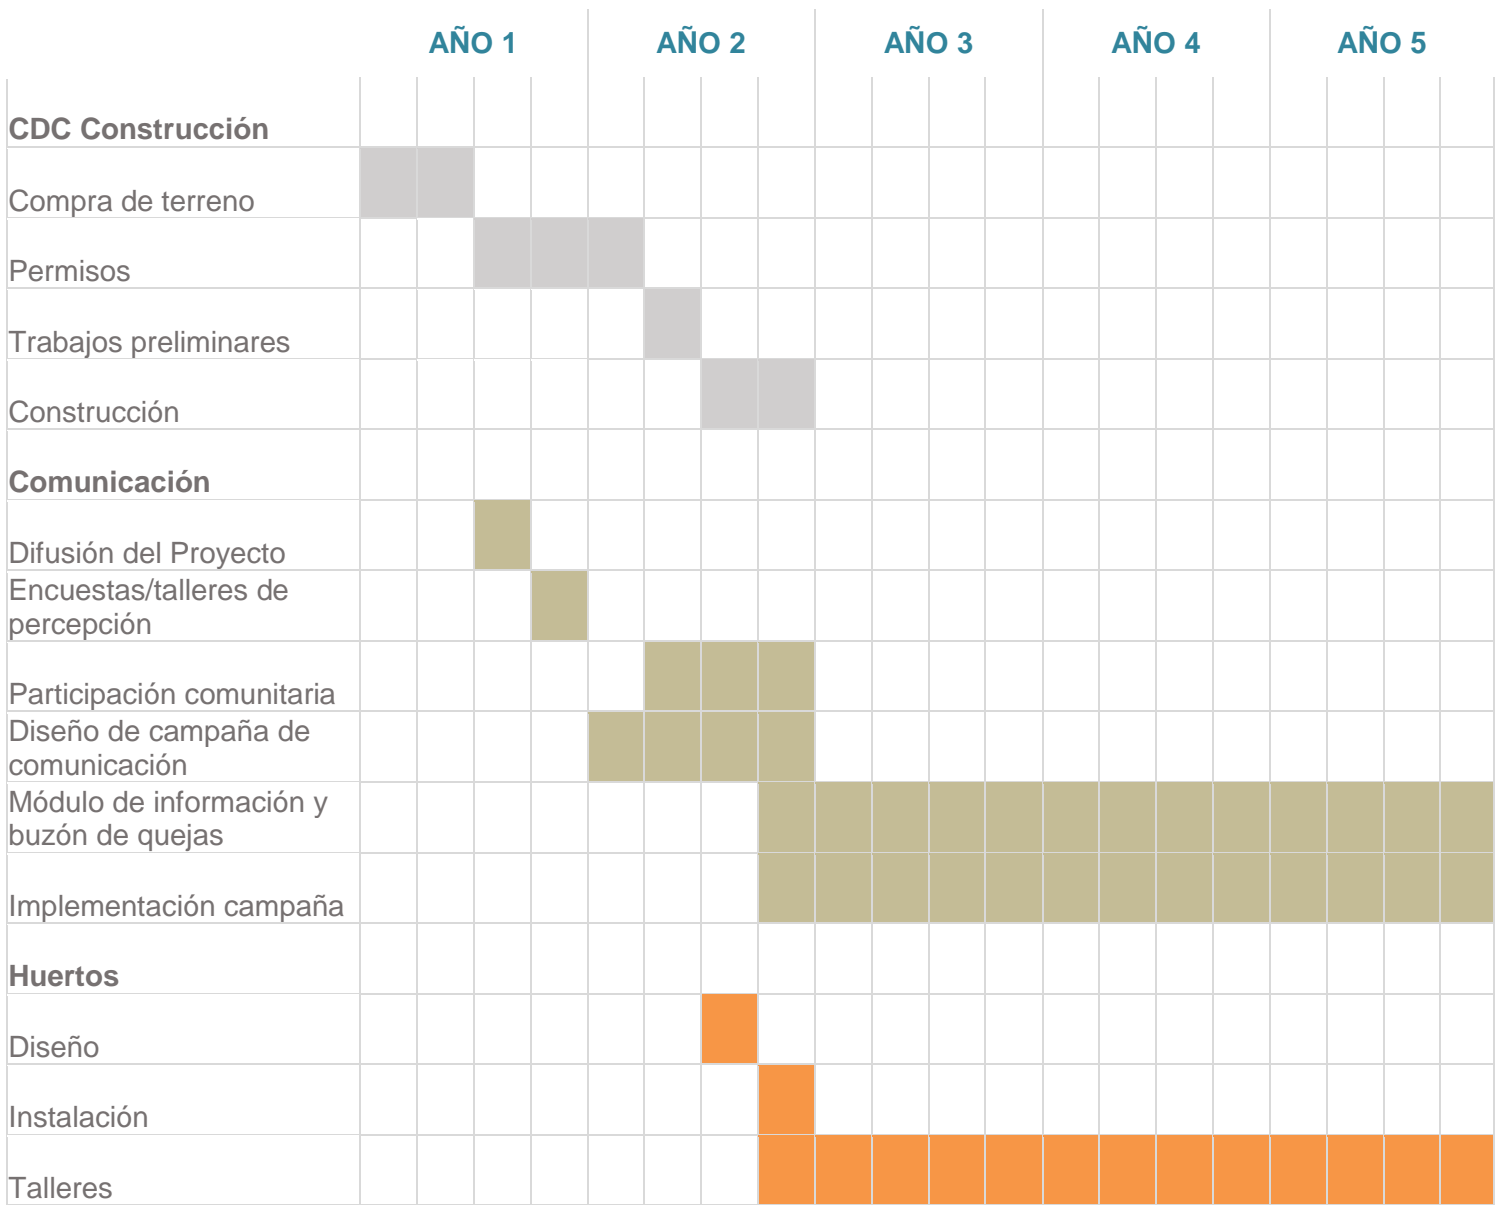 AÑO 1 AÑO 2 AÑO 3 AÑO 4 AÑO 5
CDC Construcción
Compra de terreno
Permisos
Trabajos preliminares
Construcción
Comunicación
Difusión del Proyecto
Encuestas/talleres de
percepción
Participación comunitaria
Diseño de campaña de
comunicación
Módulo de información y
buzón de quejas
Implementación campaña
Huertos
Diseño
Instalación
Talleres